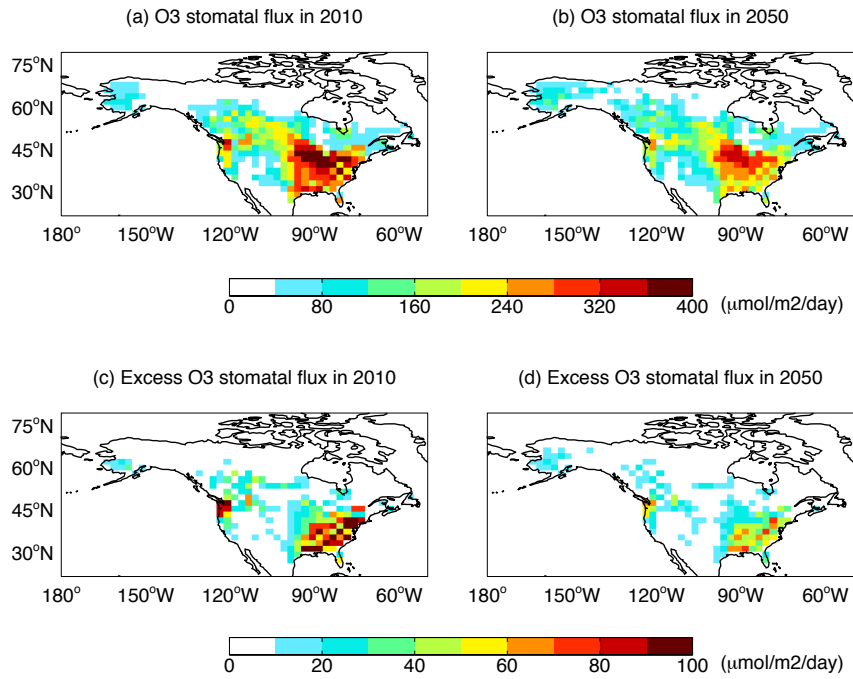 (a) O3 stomatal flux in 2010
(b) O3 stomatal flux in 2050
75°N
60°N
45°N
30°N
75°N
60°N
45°N
30°N
180° 150°W 120°W 90°W 60°W
180° 150°W 120°W 90°W 60°W
0 80 160 240 320 400 (μmol/m2/day)
(c) Excess O3 stomatal flux in 2010
(d) Excess O3 stomatal flux in 2050
75°N
60°N
45°N
30°N
75°N
60°N
45°N
30°N
180° 150°W 120°W 90°W 60°W
180° 150°W 120°W 90°W 60°W
0 20 40 60 80 100 (μmol/m2/day)